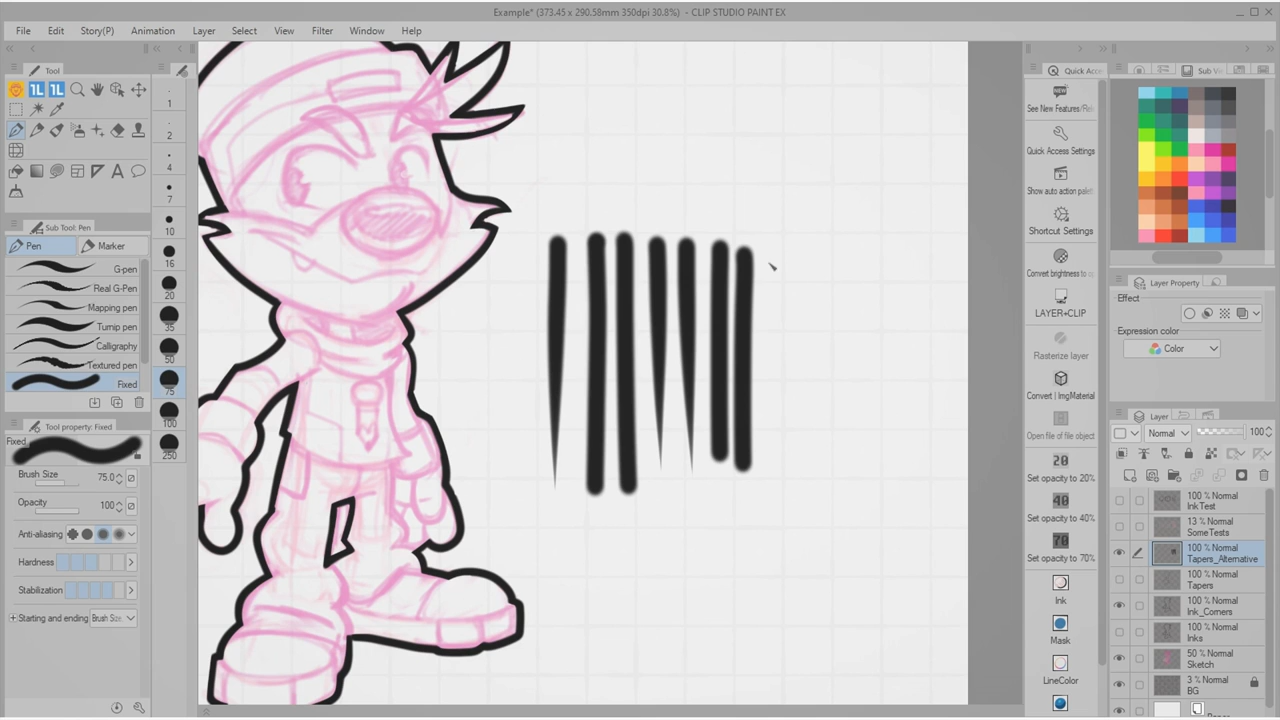 Example* (373.45 x 290.58mm 350dpi 30.8%) - CLIP STUDIO PAINT EX
File Edit Story(P) Animation Layer Select View Filter Window Help
Tool
1
2
4
7
10
16
20
35
50
75
100
250
Sub Tool: Pen
Pen Marker
G-pen
Real G-Pen
Mapping pen
Turnip pen
Calligraphy
Textured pen
Fixed
Tool property: Fixed
Fixed
Brush Size 75.0
Opacity 100
Anti-aliasing
Hardness
Stabilization
Starting and ending Brush Size
Quick Acce
See New Features/Re
Quick Access Settings
Show auto action palet
Shortcut Settings
Convert brightness to o
LAYER+CLIP
Rasterize layer
Convert | ImgMaterial
Open file of file object
20
Set opacity to 20%
40
Set opacity to 40%
70
Set opacity to 70%
Ink
Mask
LineColor
Sub V
Layer Property
Effect
Expression color
Color
Layer
Normal 100
100 % Normal
InkTest
13 % Normal
SomeTests
100 % Normal
Tapers_Alternative
100 % Normal
Tapers
100 % Normal
Ink_Corners
100 % Normal
Inks
50 % Normal
Sketch
3 % Normal
BG